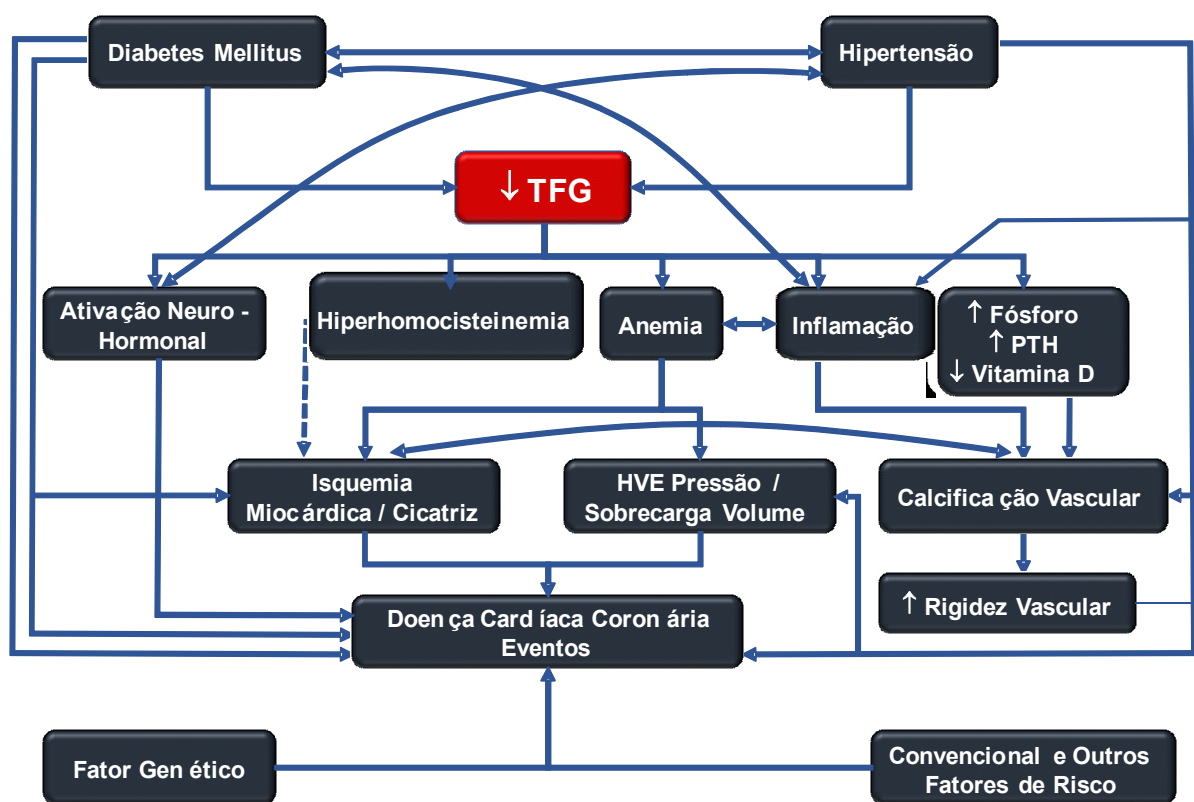 Diabetes Mellitus
Hipertensão
↓ TFG
Ativação Neuro -
Hormonal
Hiperhomocisteinemia
Anemia
Inflamação
↑ Fósforo
↑ PTH
↓ Vitamina D
Isquemia
Miocárdica / Cicatriz
HVE Pressão /
Sobrecarga Volume
Calcifica ção Vascular
↑ Rigidez Vascular
Doen ça Card íaca Coron ária
Eventos
Fator Gen ético
Convencional e Outros
Fatores de Risco